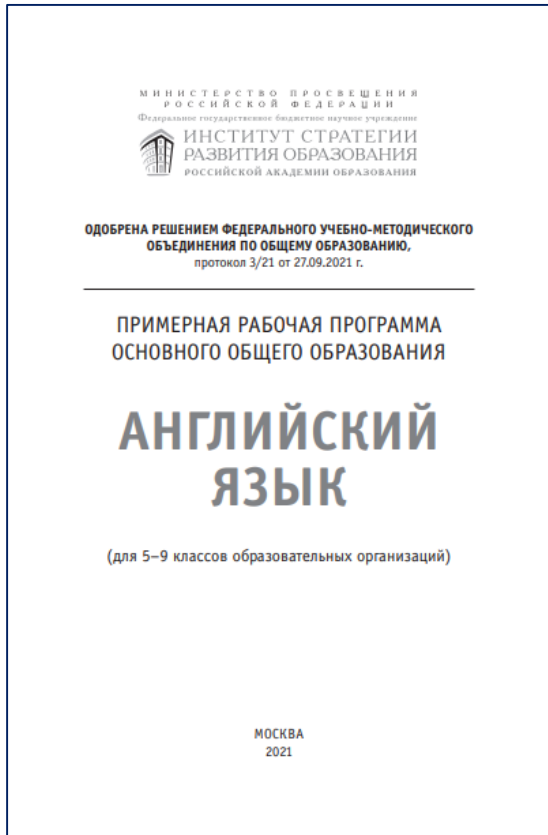 МИНИСТЕРСТВО ПРОСВЕЩЕНИЯ
РОССИЙСКОЙ ФЕДЕРАЦИИ
Федеральное государственное бюджетное научное учреждение
ИНСТИТУТ СТРАТЕГИИ
РАЗВИТИЯ ОБРАЗОВАНИЯ
РОССИЙСКОЙ АКАДЕМИИ ОБРАЗОВАНИЯ
ОДОБРЕНА РЕШЕНИЕМ ФЕДЕРАЛЬНОГО УЧЕБНО-МЕТОДИЧЕСКОГО
ОБЪЕДИНЕНИЯ ПО ОБЩЕМУ ОБРАЗОВАНИЮ,
протокол 3/21 от 27.09.2021 г.
ПРИМЕРНАЯ РАБОЧАЯ ПРОГРАММА
ОСНОВНОГО ОБЩЕГО ОБРАЗОВАНИЯ
АНГЛИЙСКИЙ
ЯЗЫК
(для 5–9 классов образовательных организаций)
МОСКВА
2021